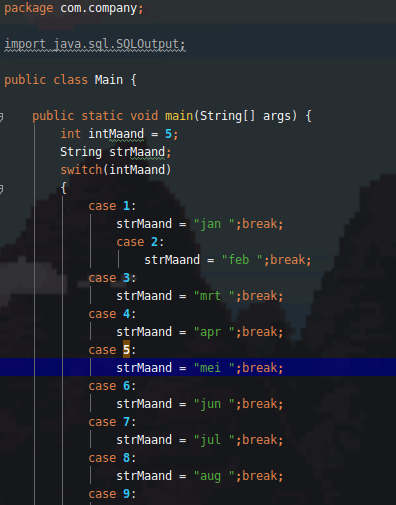 package com.company;
import java.sql.SQLOutput;
public class Main {
public static void main(String[] args) {
int intMaand = 5;
String strMaand;
switch(intMaand)
{
case 1:
strMaand = "jan ";break;
case 2:
strMaand = "feb ";break;
case 3:
strMaand = "mrt ";break;
case 4:
strMaand = "apr ";break;
case 5:
strMaand = "mei ";break;
case 6:
strMaand = "jun ";break;
case 7:
strMaand = "jul ";break;
case 8:
strMaand = "aug ";break;
case 9: